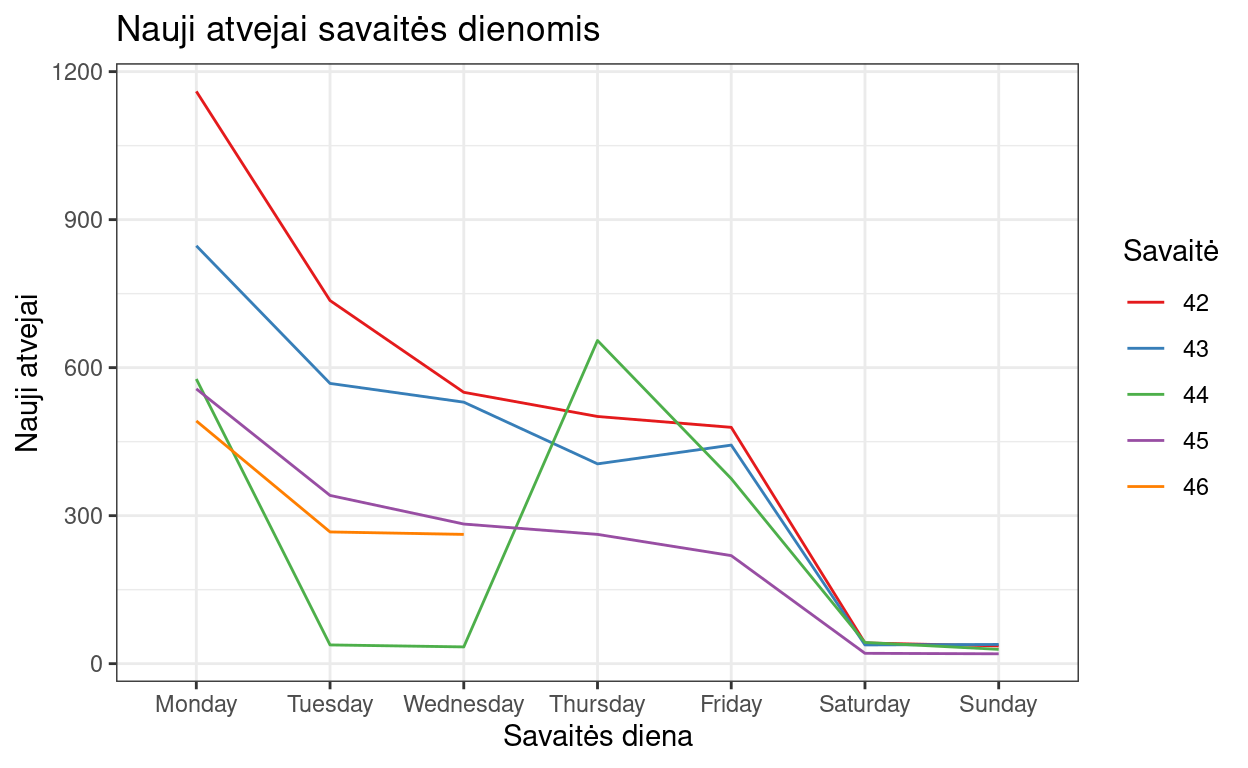 Nauji atvejai savaitės dienomis
Nauji atvejai
1200
900
600
300
0
Monday Tuesday Wednesday Thursday Friday Saturday Sunday
Savaitės diena
Savaitė
42
43
44
45
46